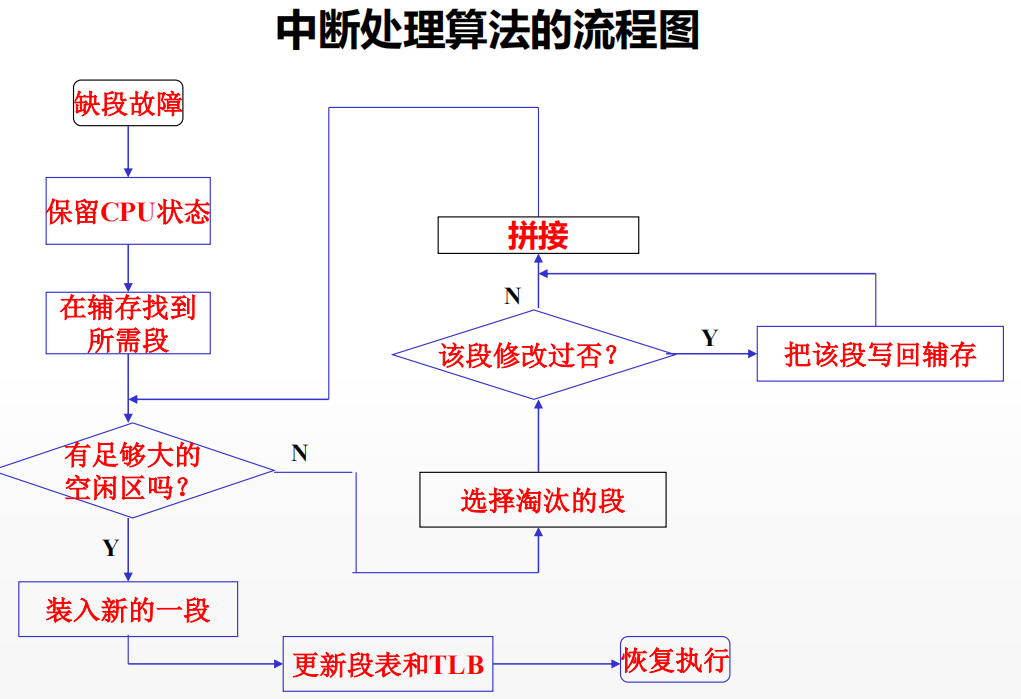 中断处理算法的流程图
缺段故障
保留CPU状态
在辅存找到
所需段
有足够大的
空闲区吗?
N
Y
装入新的一段
更新段表和TLB
恢复执行
选择淘汰的段
该段修改过否?
N
Y
把该段写回辅存
拼接